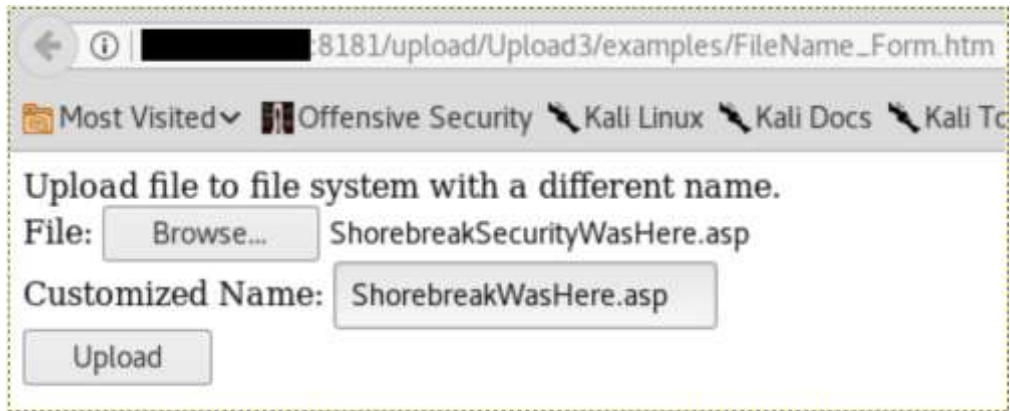 :8181/upload/Upload3/examples/FileName_Form.htm
Most Visited Offensive Security Kali Linux Kali Docs Kali
Upload file to file system with a different name.
File: Browse... ShorebreakSecurityWasHere.asp
Customized Name: ShorebreakWasHere.asp
Upload